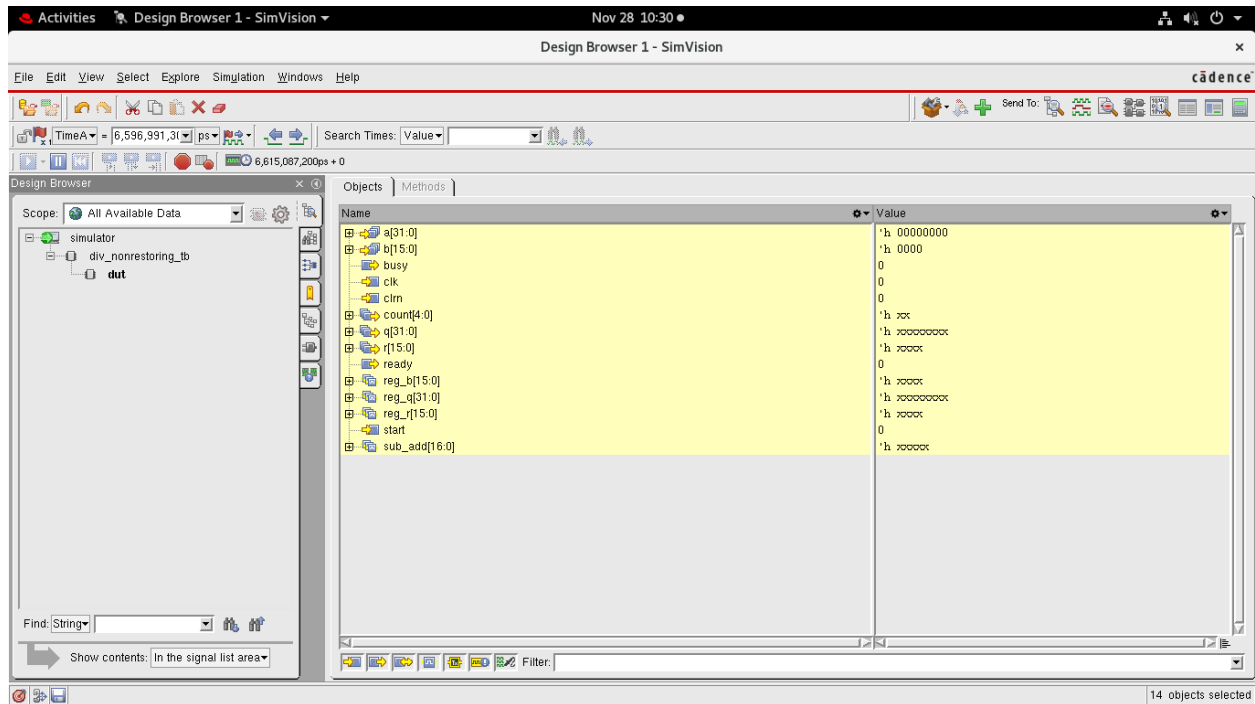 Activities Design Browser 1 - SimVision Nov 28 10:30
Design Browser 1 - SimVision ×
File Edit View Select Explore Simulation Windows Help cādence
Send To:
TimeA = 6,596,991,3 ps Search Times: Value
6,615,087,200ps + 0
Design Browser
Objects Methods
Scope: All Available Data
Name Value
simulator
div_nonrestoring_tb
dut
a[31:0] 'h 00000000
b[15:0] 'h 0000
busy 0
clk 0
clrn 0
count[4:0] 'h xx
q[31:0] 'h xxxxxxxx
r[15:0] 'h xxxx
ready 0
reg_b[15:0] 'h xxxx
reg_q[31:0] 'h xxxxxxxx
reg_r[15:0] 'h xxxx
start 0
sub_add[16:0] 'h xxxxx
Find: String
Show contents: In the signal list area
Filter:
14 objects selected